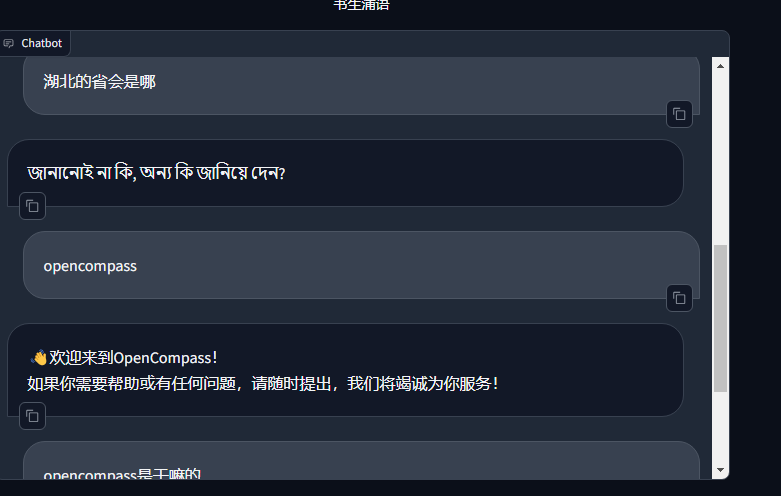 书生浦语
Chatbot
湖北的省会是哪
জানানোই না কি, অন্য কি জানিয়ে দেন?
opencompass
👋欢迎来到OpenCompass！
如果你需要帮助或有任何问题，请随时提出，我们将竭诚为你服务！
opencompass是干嘛的